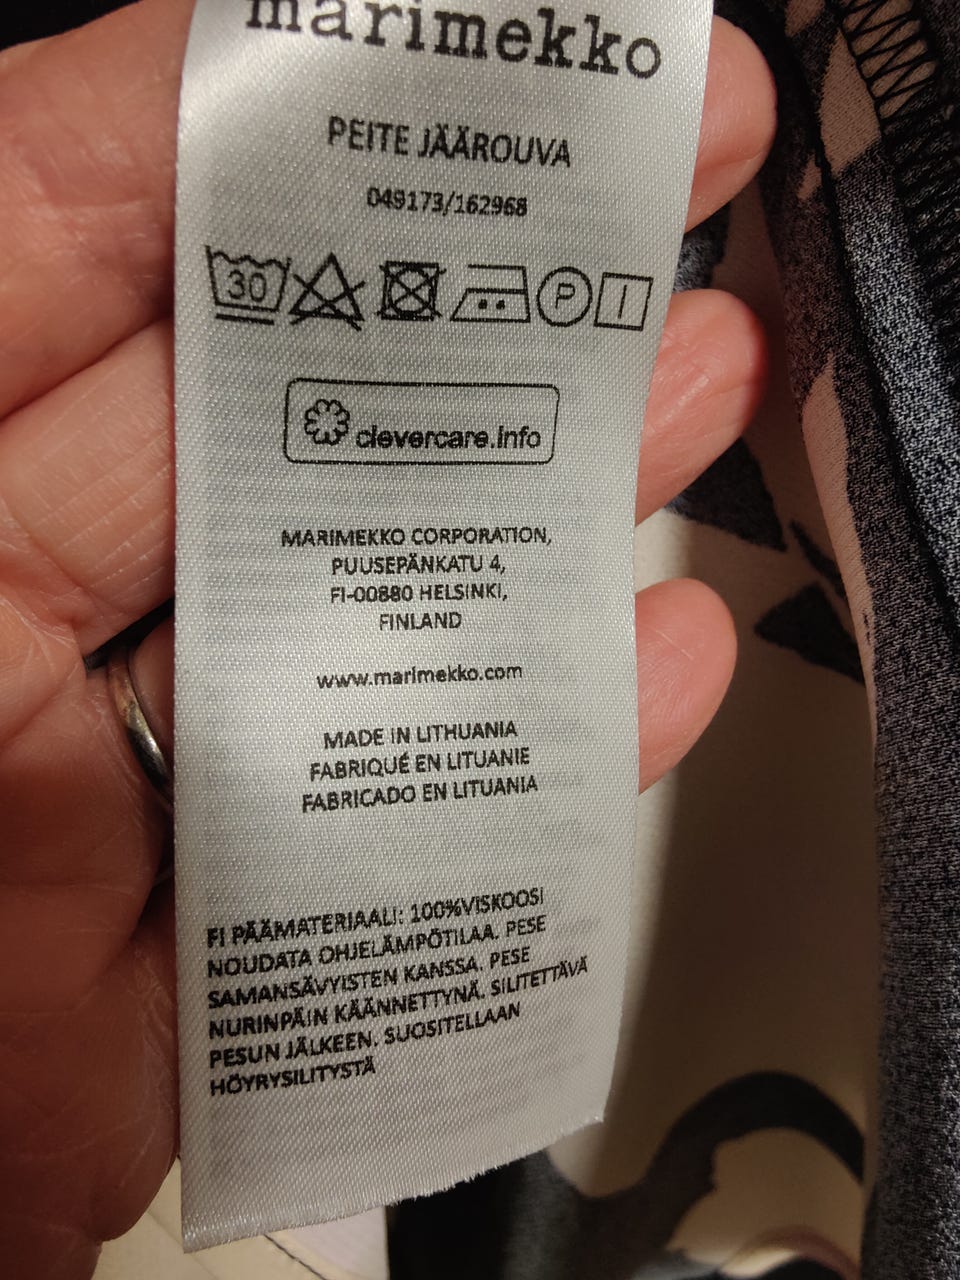 marimekko
PEITE JÄÄROUVA
049173/162968
30 P
clevercare.info
MARIMEKKO CORPORATION,
PUUSEPÄNKATU 4,
FI-00880 HELSINKI,
FINLAND
www.marimekko.com
MADE IN LITHUANIA
FABRIQUÉ EN LITUANIE
FABRICADO EN LITUANIA
FI PÄÄMATERIAALI: 100%VISKOOSI
NOUDATA OHJELÄMPÖTILAA. PESE
SAMANSÄVYISTEN KANSSA. PESE
NURINPÄIN KÄÄNNETTYNÄ. SILITETTÄVÄ
PESUN JÄLKEEN. SUOSITELLAAN
HÖYRYSILITYSTÄ